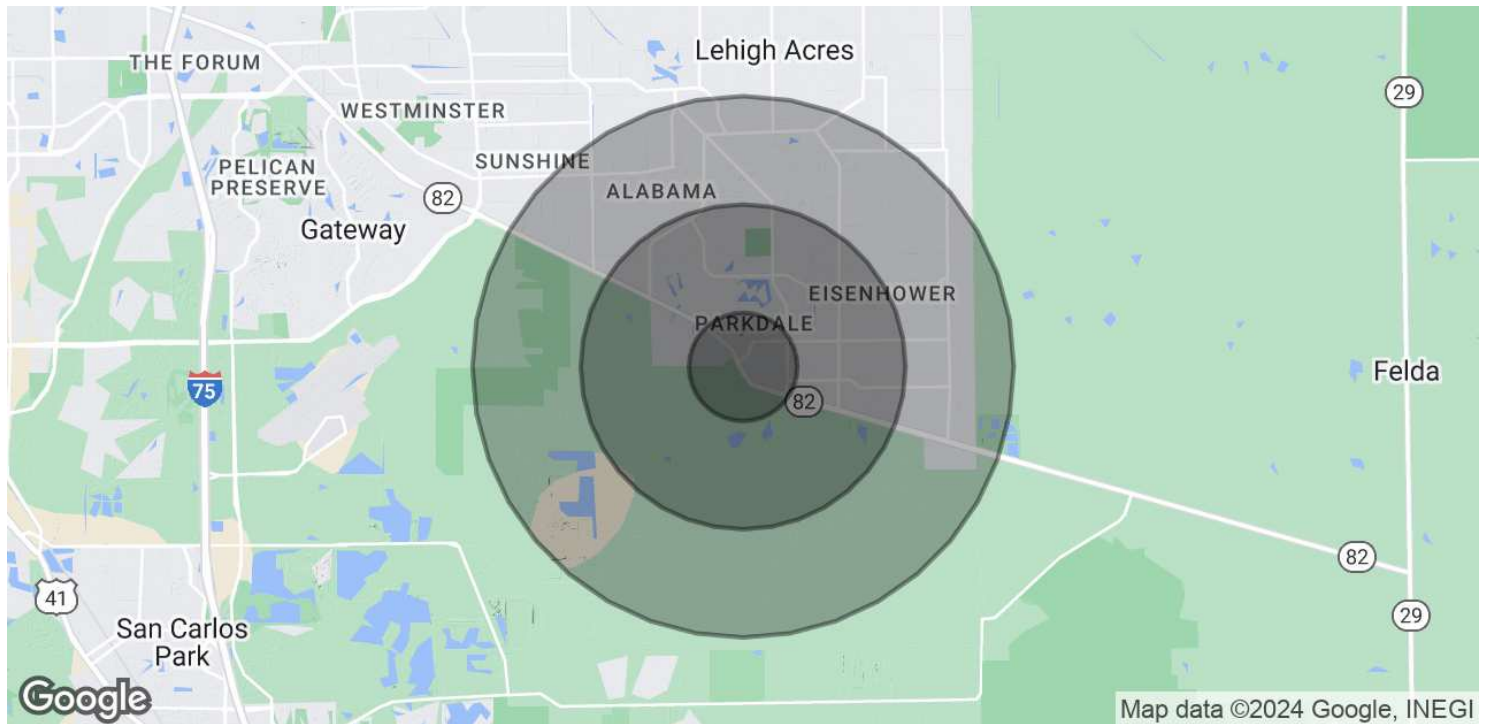 Lehigh Acres
THE FORUM
29
WESTMINSTER
SUNSHINE
PELICAN
PRESERVE
ALABAMA
82
Gateway
EISENHOWER
PARKDALE
75
Felda
82
82
41
29
San Carlos
Park
Google
Map data ©2024 Google, INEGI